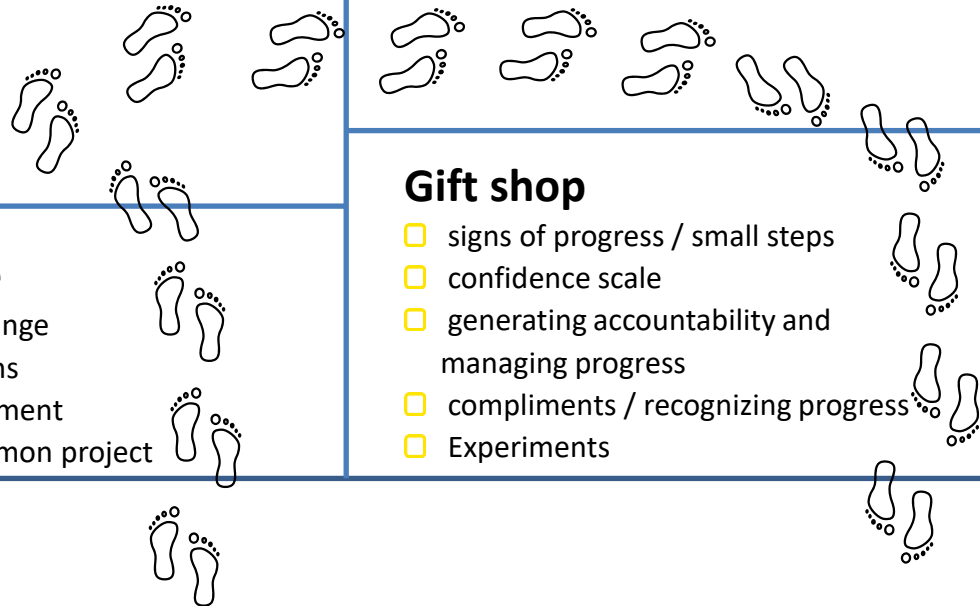 nge
ns
ment
mon project
Gift shop
signs of progress / small steps
confidence scale
generating accountability and
managing progress
compliments / recognizing progress
Experiments